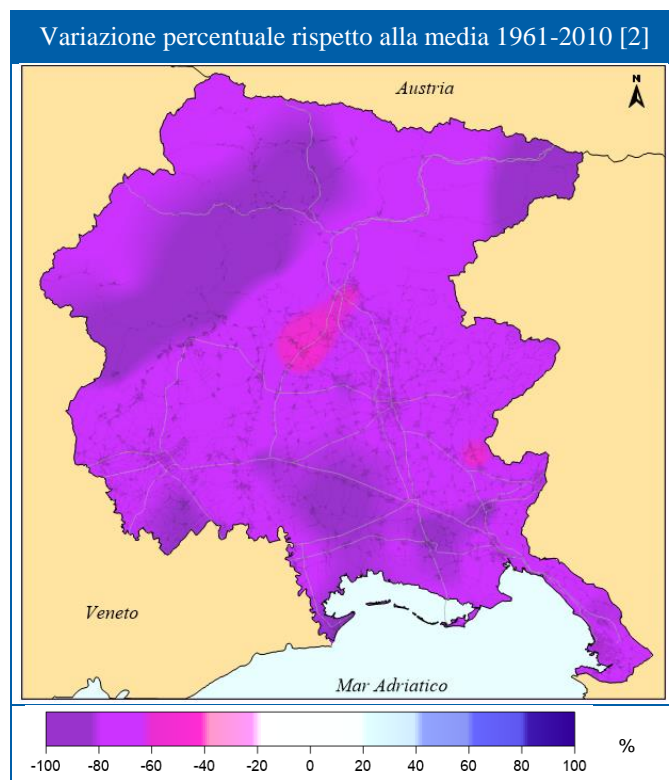 Variazione percentuale rispetto alla media 1961-2010 [2]
Austria
N
Veneto
Mar Adriatico
-100 -80 -60 -40 -20 0 20 40 60 80 100 %